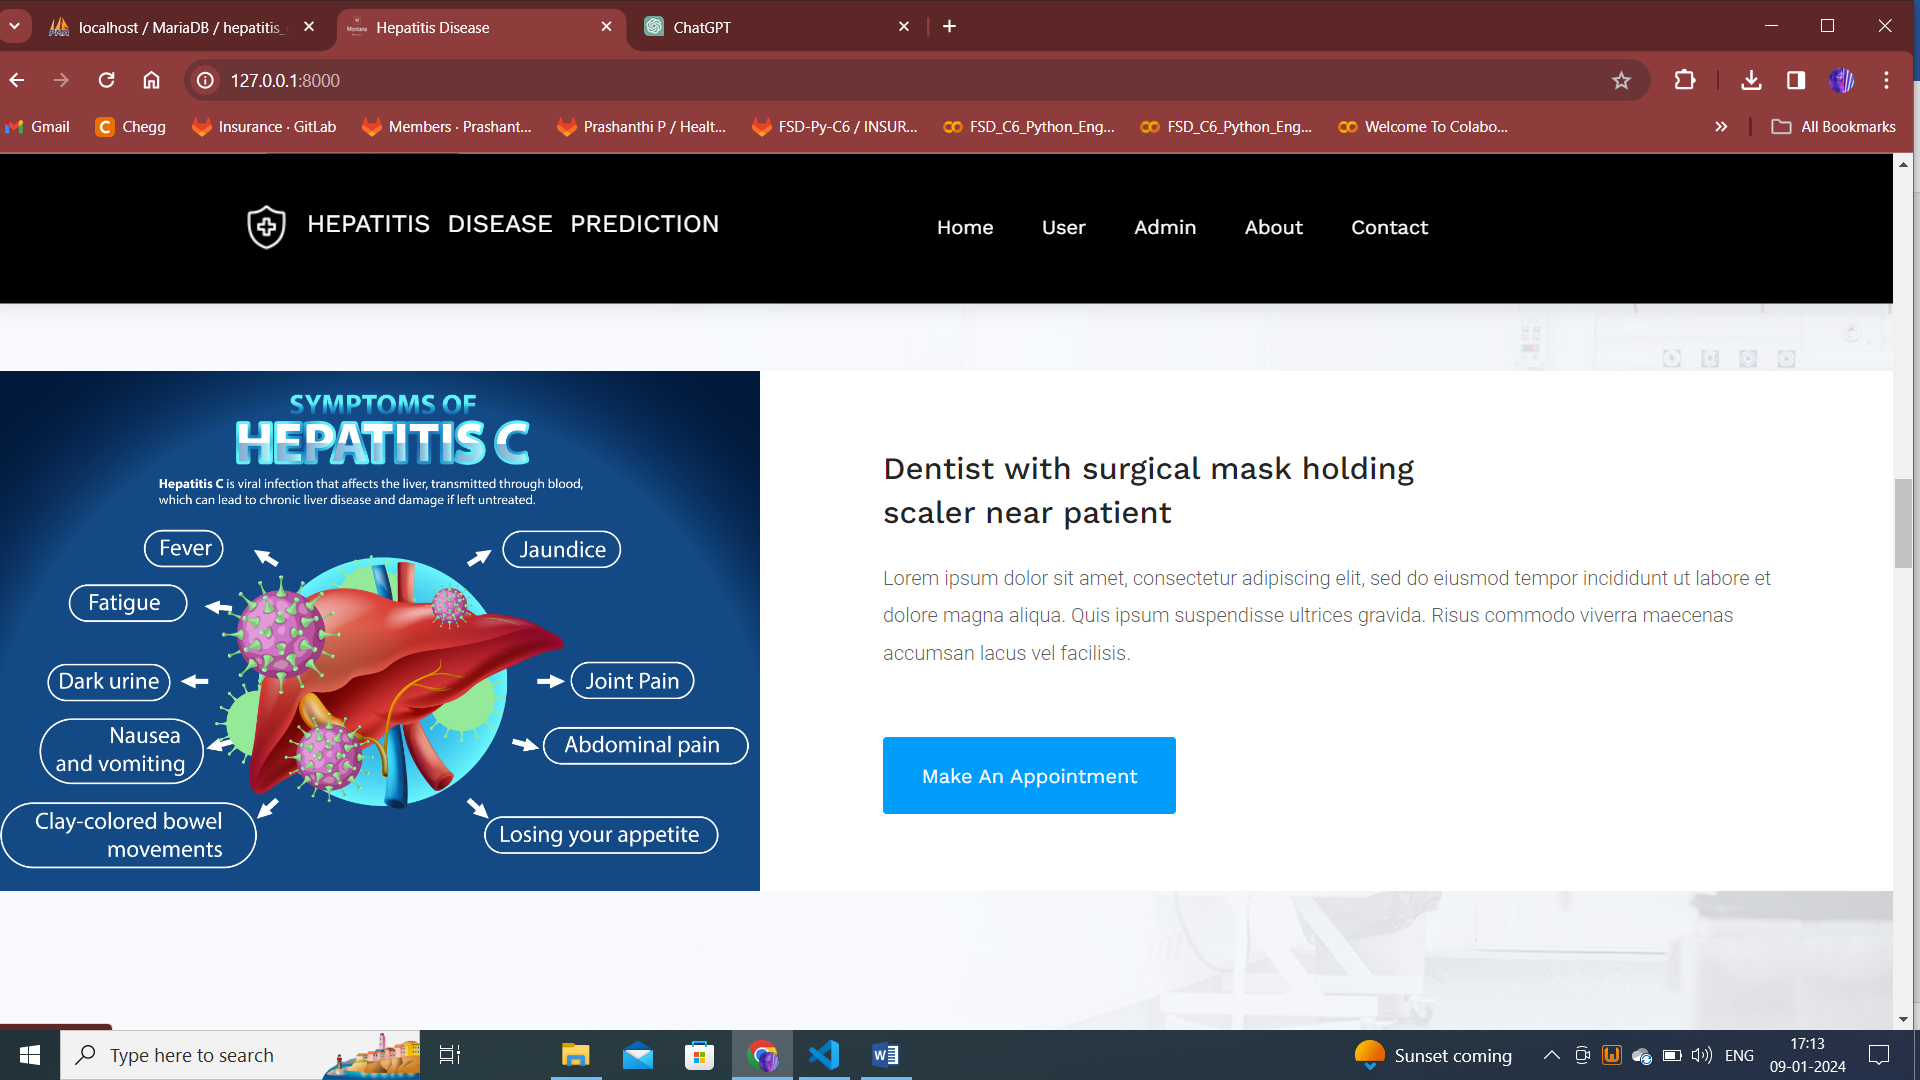 localhost / MariaDB / hepatitis_
Hepatitis Disease
ChatGPT
127.0.0.1:8000
Gmail
Chegg
Insurance · GitLab
Members · Prashant...
Prashanthi P / Healt...
FSD-Py-C6 / INSUR...
FSD_C6_Python_Eng...
FSD_C6_Python_Eng...
Welcome To Colabo...
All Bookmarks
HEPATITIS DISEASE PREDICTION
Home
User
Admin
About
Contact
SYMPTOMS OF
HEPATITIS C
Hepatitis C is viral infection that affects the liver, transmitted through blood,
which can lead to chronic liver disease and damage if left untreated.
Fever
Jaundice
Fatigue
Dark urine
Joint Pain
Nausea
and vomiting
Abdominal pain
Clay-colored bowel
movements
Losing your appetite
Dentist with surgical mask holding
scaler near patient
Lorem ipsum dolor sit amet, consectetur adipiscing elit, sed do eiusmod tempor incididunt ut labore et
dolore magna aliqua. Quis ipsum suspendisse ultrices gravida. Risus commodo viverra maecenas
accumsan lacus vel facilisis.
Make An Appointment
Type here to search
Sunset coming
ENG
17:13
09-01-2024